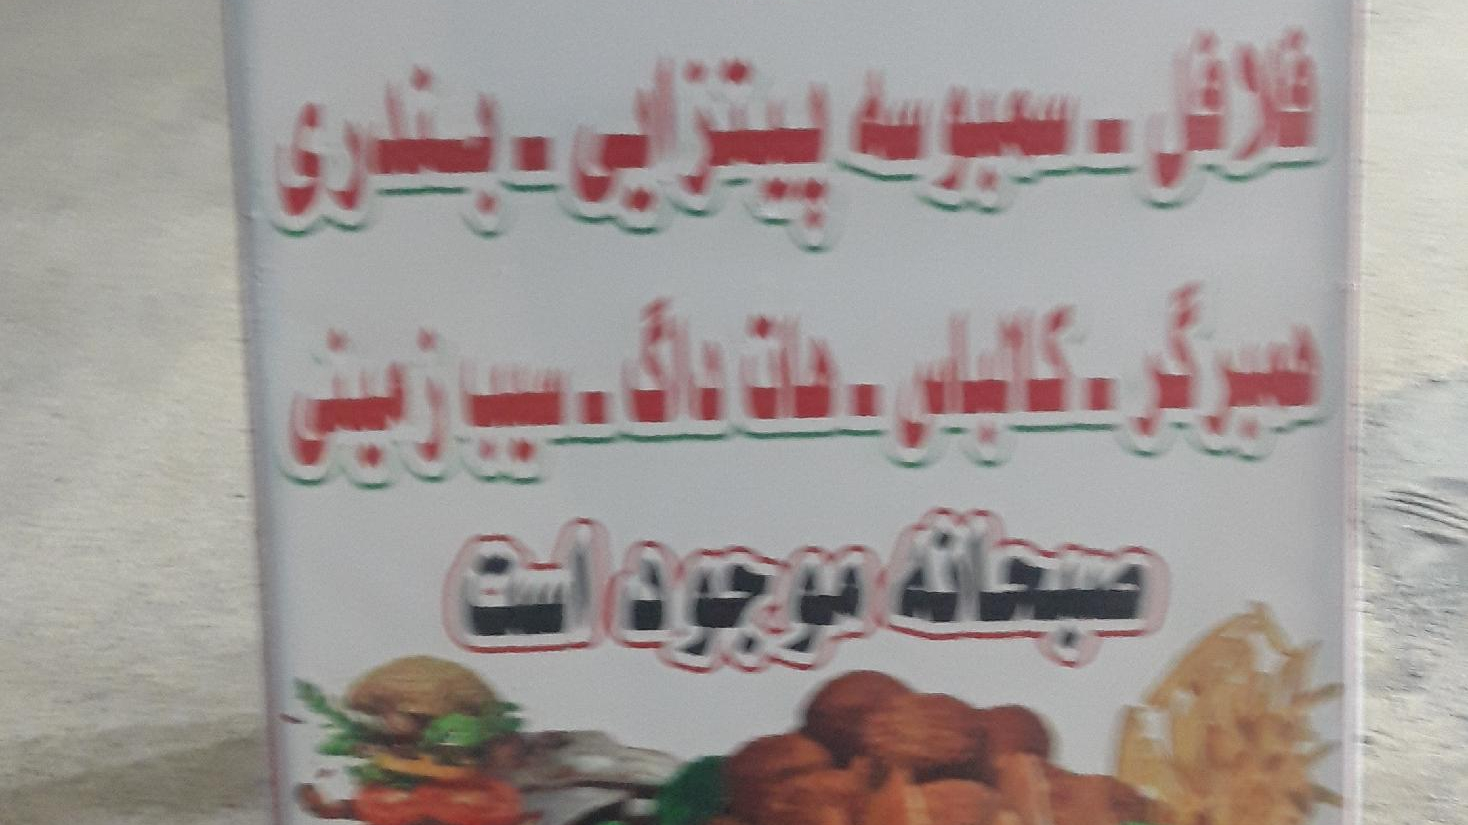 فلافل - سمبوسه پیتزایی - بندری
همبرگر - کالباس - هات داگ - سیب زمینی
صبحانه موجود است